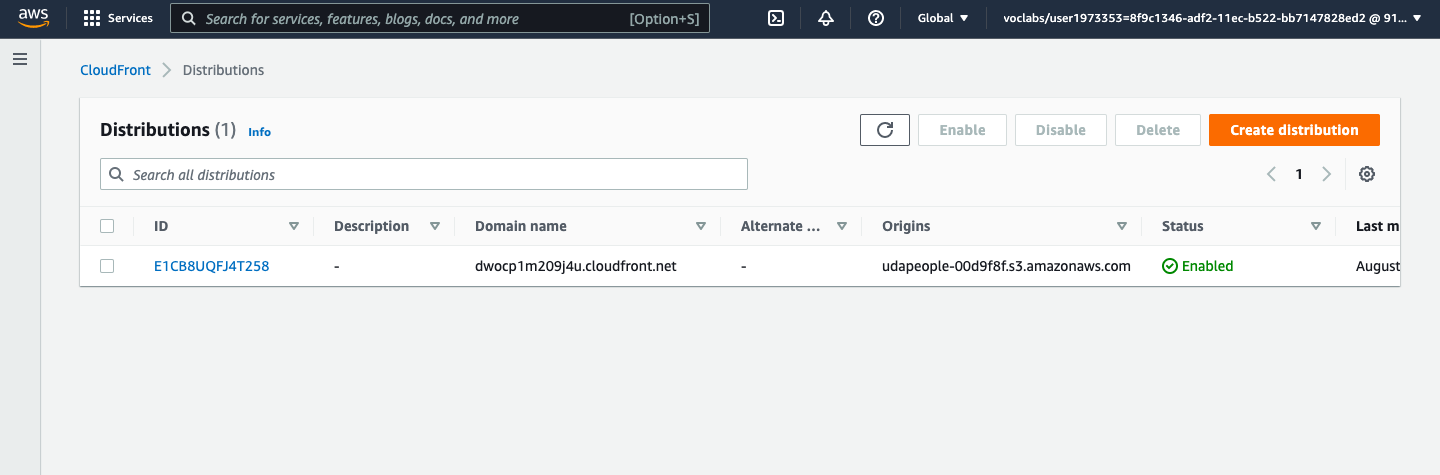 aws Services Search for services, features, blogs, docs, and more [Option+S] Global voclabs/user1973353=8f9c1346-adf2-11ec-b522-bb7147828ed2 @ 91...
CloudFront Distributions
Distributions (1) Info Enable Disable Delete Create distribution
Search all distributions 1
ID Description Domain name Alternate ... Origins Status Last m
E1CB8UQFJ4T258 - dwocp1m209j4u.cloudfront.net - udapeople-00d9f8f.s3.amazonaws.com Enabled August